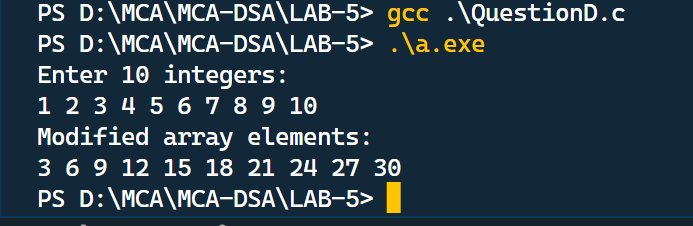 PS D:\MCA\MCA-DSA\LAB-5> gcc .\QuestionD.c
PS D:\MCA\MCA-DSA\LAB-5> .\a.exe
Enter 10 integers:
1 2 3 4 5 6 7 8 9 10
Modified array elements:
3 6 9 12 15 18 21 24 27 30
PS D:\MCA\MCA-DSA\LAB-5>